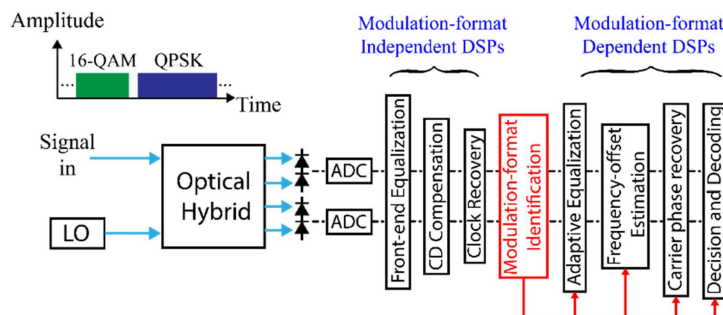 Amplitude
16-QAM QPSK
... ...
Time
Modulation-format
Independent DSPs
Modulation-format
Dependent DSPs
Signal
in
LO
Optical
Hybrid
ADC
ADC
Front-end Equalization
CD Compensation
Clock Recovery
Modulation-format
Identification
Adaptive Equalization
Frequency-offset
Estimation
Carrier phase recovery
Decision and Decoding